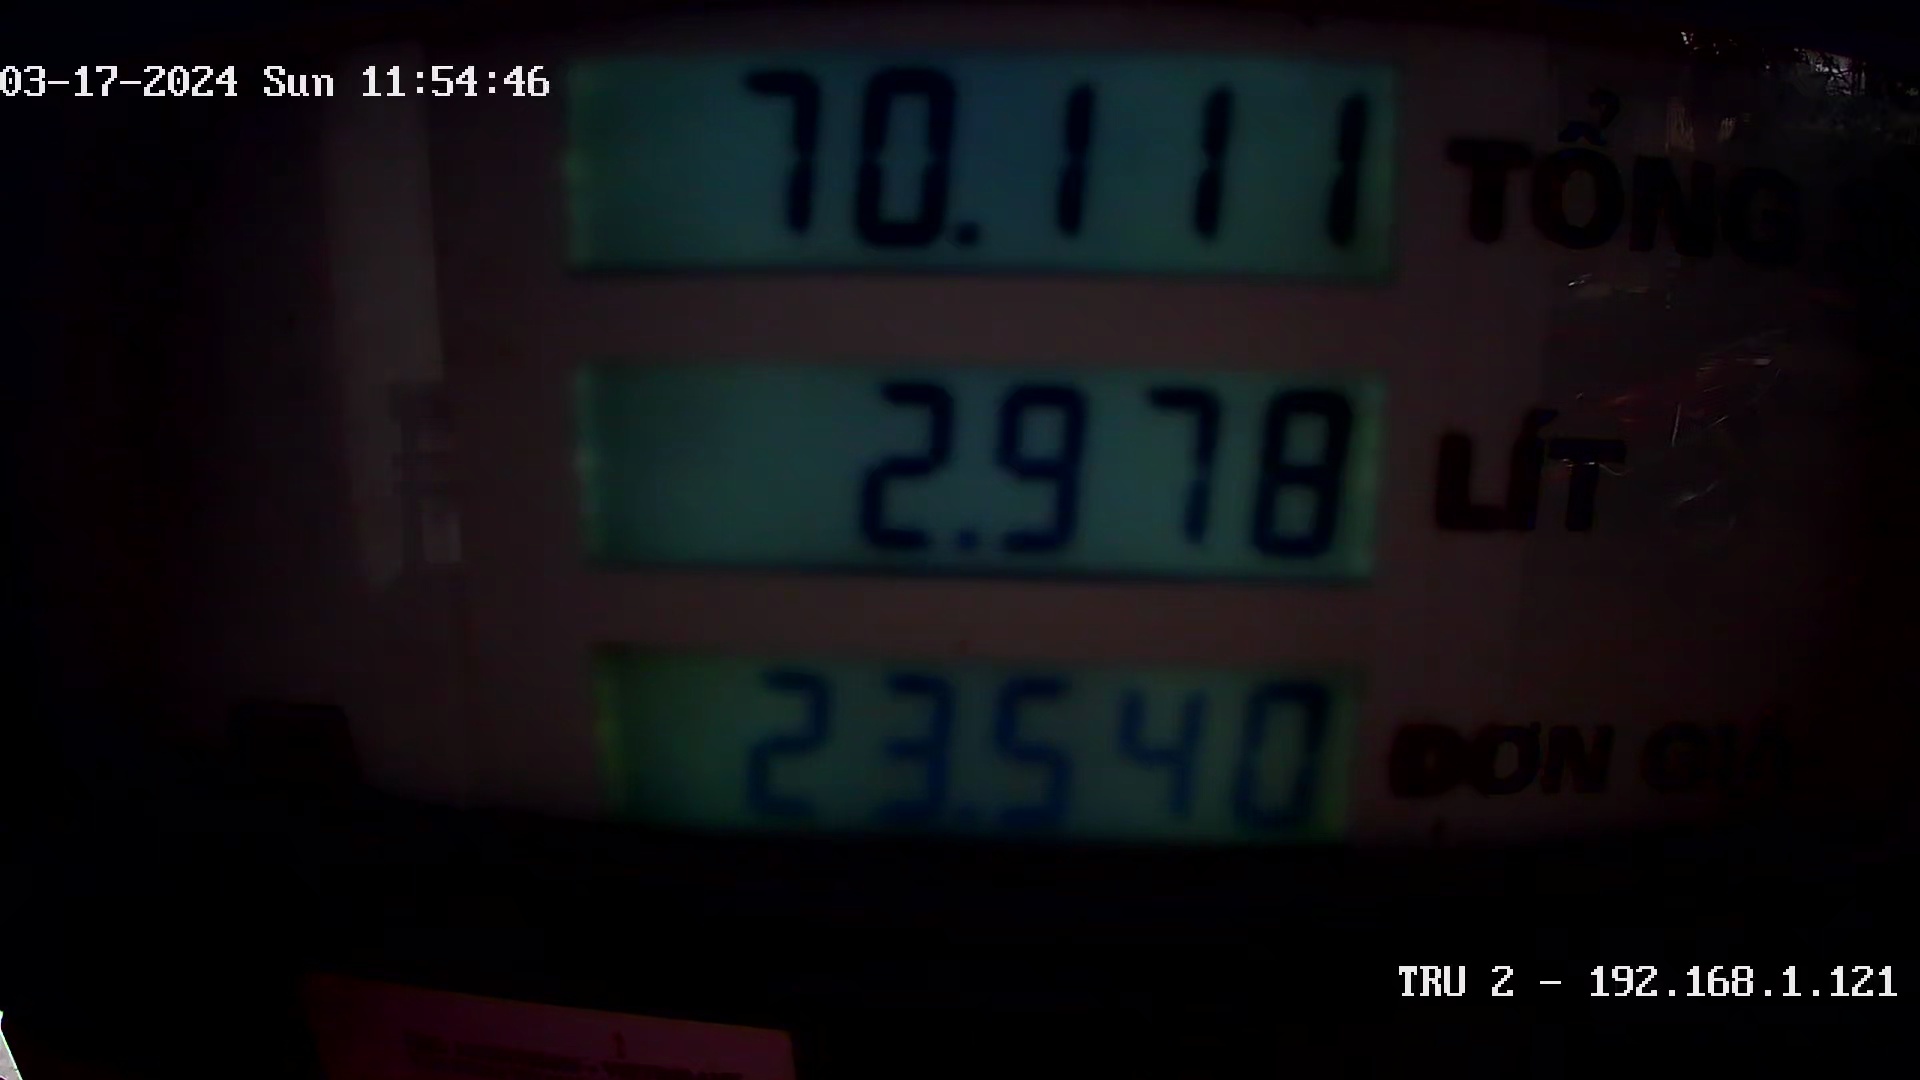 03-17-2024 Sun 11:54:46
70.111 TỔNG
2.978 LÍT
23.540 ĐƠN GIÁ
TRU 2 - 192.168.1.121